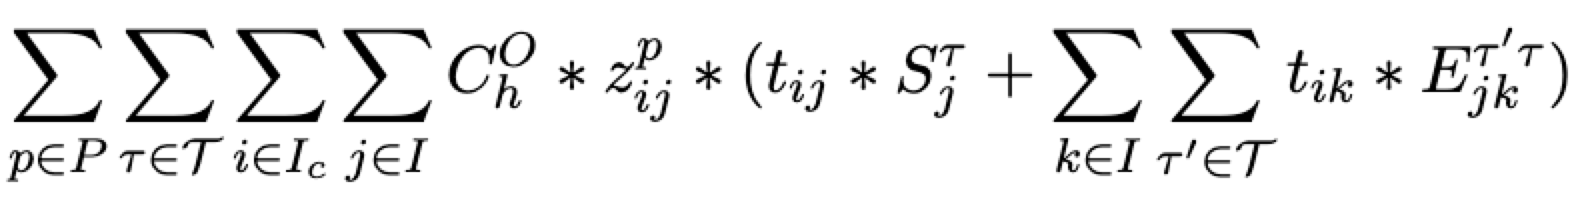 \sum_{p \in P} \sum_{\tau \in \mathcal{T}} \sum_{i \in I_c} \sum_{j \in I} C_h^O * z_{ij}^p * (t_{ij} * S_j^\tau + \sum_{k \in I} \sum_{\tau' \in \mathcal{T}} t_{ik} * E_{jk}^{\tau' \tau})